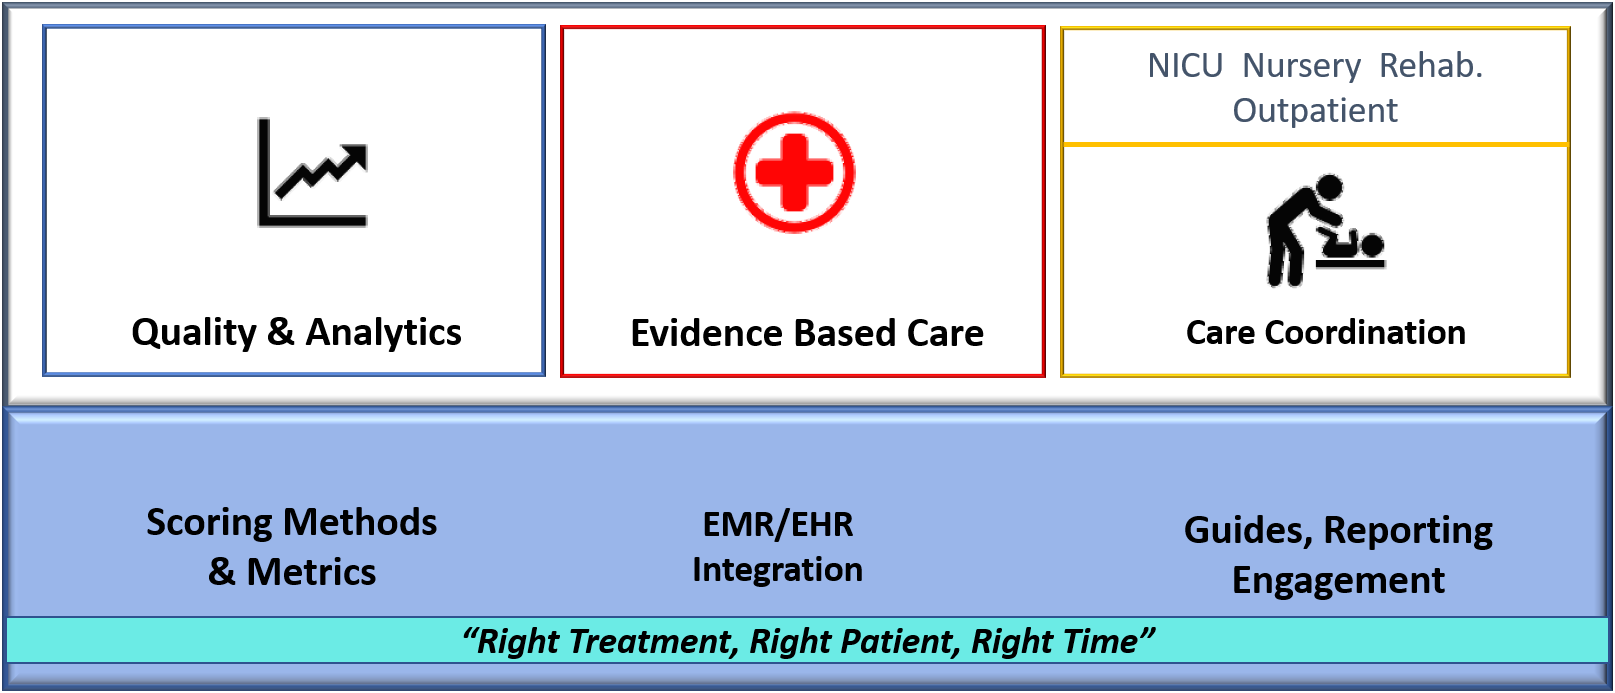 NICU Nursery Rehab.
Outpatient
Quality & Analytics
Evidence Based Care
Care Coordination
Scoring Methods
& Metrics
EMR/EHR
Integration
Guides, Reporting
Engagement
“Right Treatment, Right Patient, Right Time”